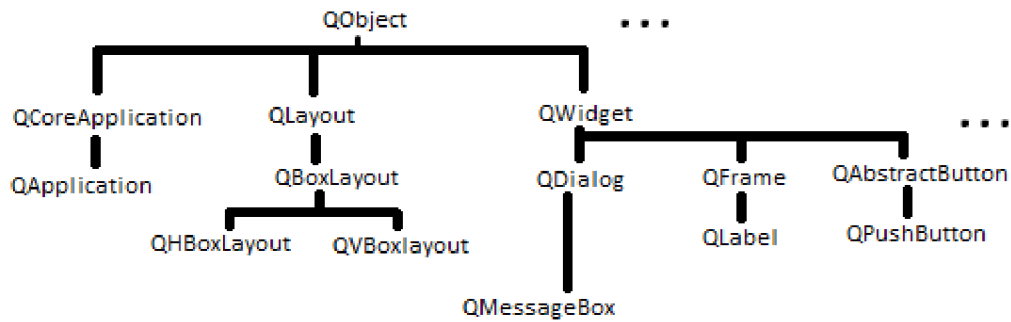 QObject
...
QCoreApplication
QLayout
QWidget
...
QApplication
QBoxLayout
QDialog
QFrame
QAbstractButton
QHBoxLayout
QVBoxlayout
QLabel
QPushButton
QMessageBox